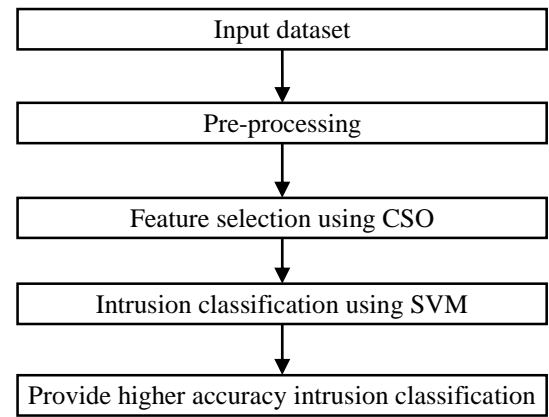 Input dataset
Pre-processing
Feature selection using CSO
Intrusion classification using SVM
Provide higher accuracy intrusion classification